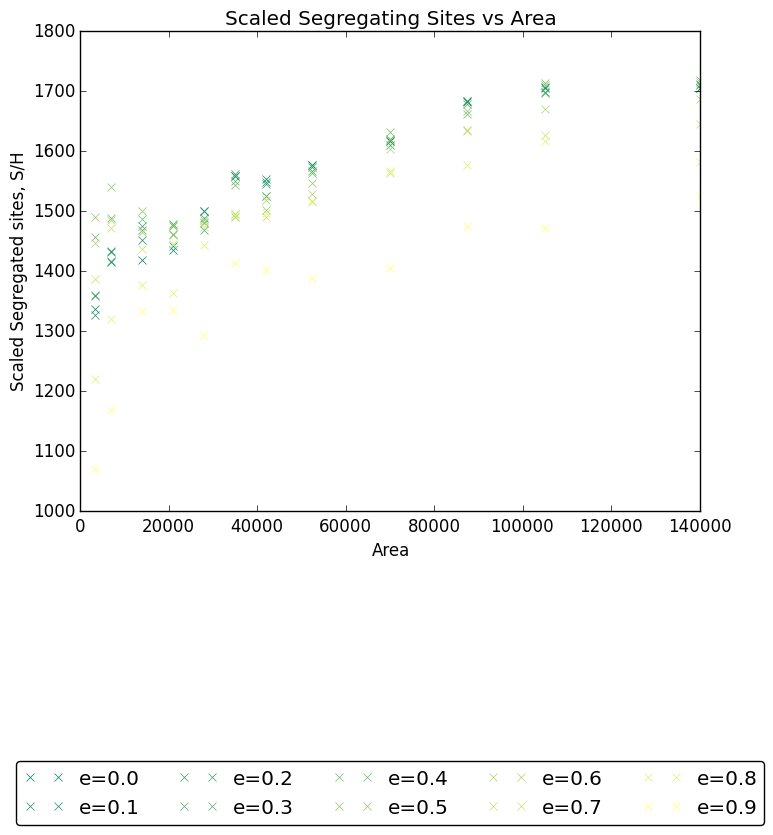 Scaled Segregating Sites vs Area
1800
1700
1600
1500
1400
1300
1200
1100
1000
Scaled Segregated sites, S/H
0 20000 40000 60000 80000 100000 120000 140000
Area
e=0.0 e=0.2 e=0.4 e=0.6 e=0.8
e=0.1 e=0.3 e=0.5 e=0.7 e=0.9